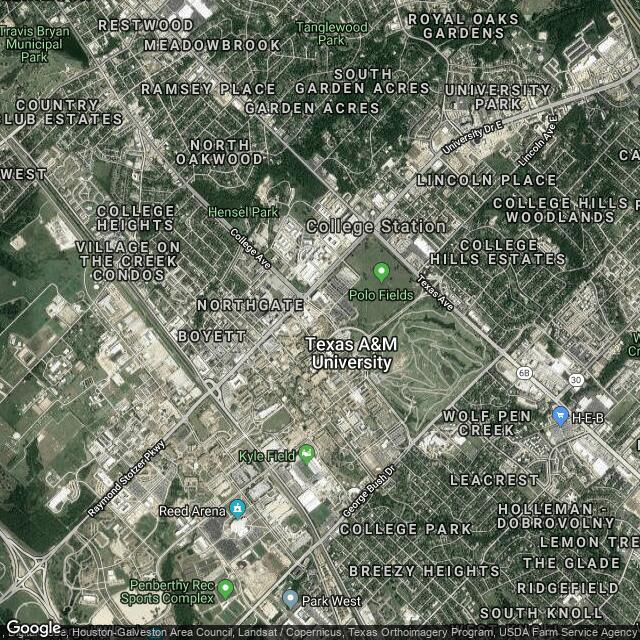 RESTWOOD
Tanglewood
Park
ROYAL OAKS
GARDENS
Travis Bryan
Municipal
Park
MEADOWBROOK
RAMSEY PLACE
SOUTH
GARDEN ACRES
GARDEN ACRES
UNIVERSITY
PARK
COUNTRY
CLUB ESTATES
University Dr E
Lincoln Ave E
NORTH
OAKWOOD
WEST
LINCOLN PLACE
COLLEGE
HEIGHTS
Hensel Park
COLLEGE HILLS
WOODLANDS
College Station
VILLAGE ON
THE CREEK
CONDOS
College Ave
COLLEGE
HILLS ESTATES
Polo Fields
Texas Ave
NORTHGATE
BOYETT
Texas A&M
University
6B
30
WOLF PEN
CREEK
H-E-B
Kyle Field
Raymond Stotzer Pkwy
George Bush Dr
LEACREST
Reed Arena
HOLLEMAN -
DOBROVOLNY
COLLEGE PARK
LEMON TRE
BREEZY HEIGHTS
THE GLADE
Penberthy Rec
Sports Complex
RIDGEFIELD
Park West
SOUTH KNOLL
Google
Houston-Galveston Area Council, Landsat / Copernicus, Texas Orthoimagery Program, USDA Farm Service Agency